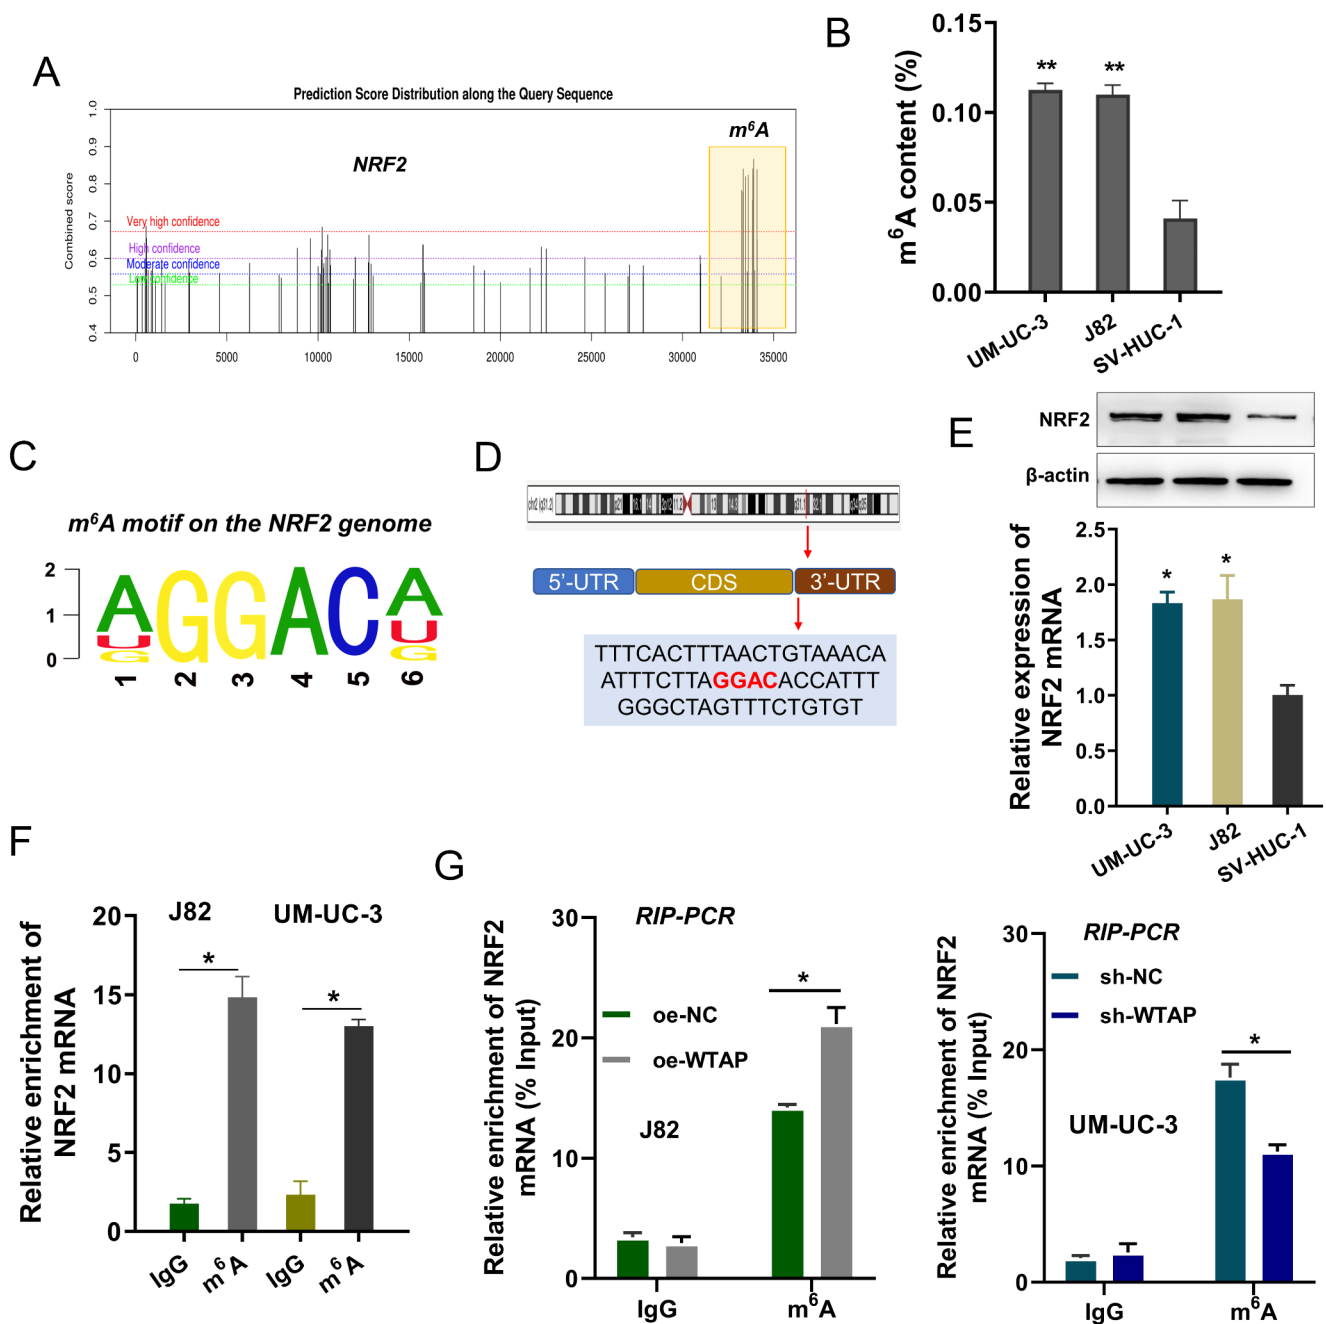 A
Prediction Score Distribution along the Query Sequence
Combined score
1.0
0.9
0.8
0.7
0.6
0.5
0.4
NRF2
m⁶A
Very high confidence
High confidence
Moderate confidence
Low confidence
0
5000
10000
15000
20000
25000
30000
35000
B
m⁶A content (%)
0.15
0.10
0.05
0.00
**
**
UM-UC-3
J82
SV-HUC-1
C
m⁶A motif on the NRF2 genome
2
1
0
A
U
G
G
G
A
C
A
U
G
1 2 3 4 5 6
D
chr2 (q31.2)
5'-UTR
CDS
3'-UTR
TTTCACTTTAACTGTAAACA
ATTTCTTAGGACACCATTT
GGGCTAGTTTCTGTGT
E
NRF2
β-actin
Relative expression of
NRF2 mRNA
2.5
2.0
1.5
1.0
0.5
0.0
*
*
UM-UC-3
J82
SV-HUC-1
F
Relative enrichment of
NRF2 mRNA
20
15
10
5
0
J82
UM-UC-3
*
*
IgG
m⁶A
IgG
m⁶A
G
Relative enrichment of NRF2
mRNA (% Input)
30
20
10
0
RIP-PCR
oe-NC
oe-WTAP
J82
*
IgG
m⁶A
Relative enrichment of NRF2
mRNA (% Input)
30
20
10
0
RIP-PCR
sh-NC
sh-WTAP
UM-UC-3
*
IgG
m⁶A